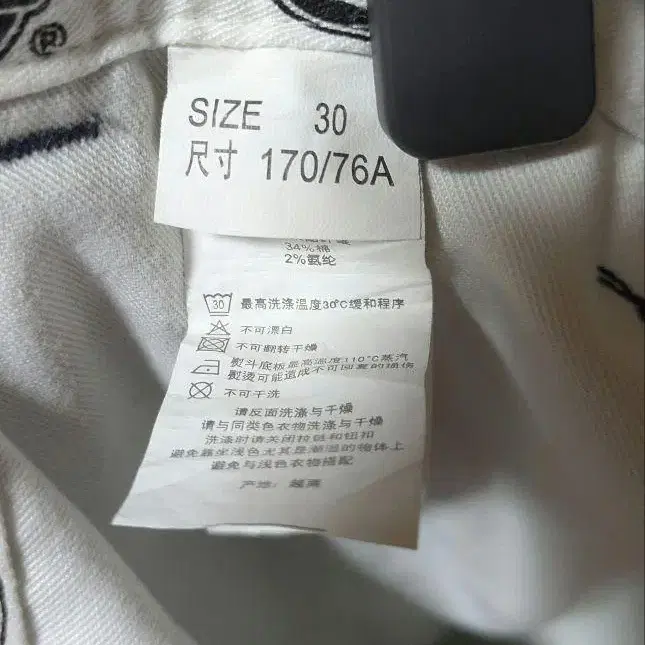 ®
SIZE 30
尺寸 170/76A
34%棉
2%氨纶
30 最高洗涤温度30℃缓和程序
不可漂白
不可翻转干燥
熨斗底板最高温度110℃蒸汽
熨烫可能造成不可回复的损伤
不可干洗
请反面洗涤与干燥
请与同类色衣物洗涤与干燥
洗涤时请关闭拉链和钮扣
避免靠坐浅色尤其是潮湿的物体上
避免与浅色衣物搭配
产地: 越南